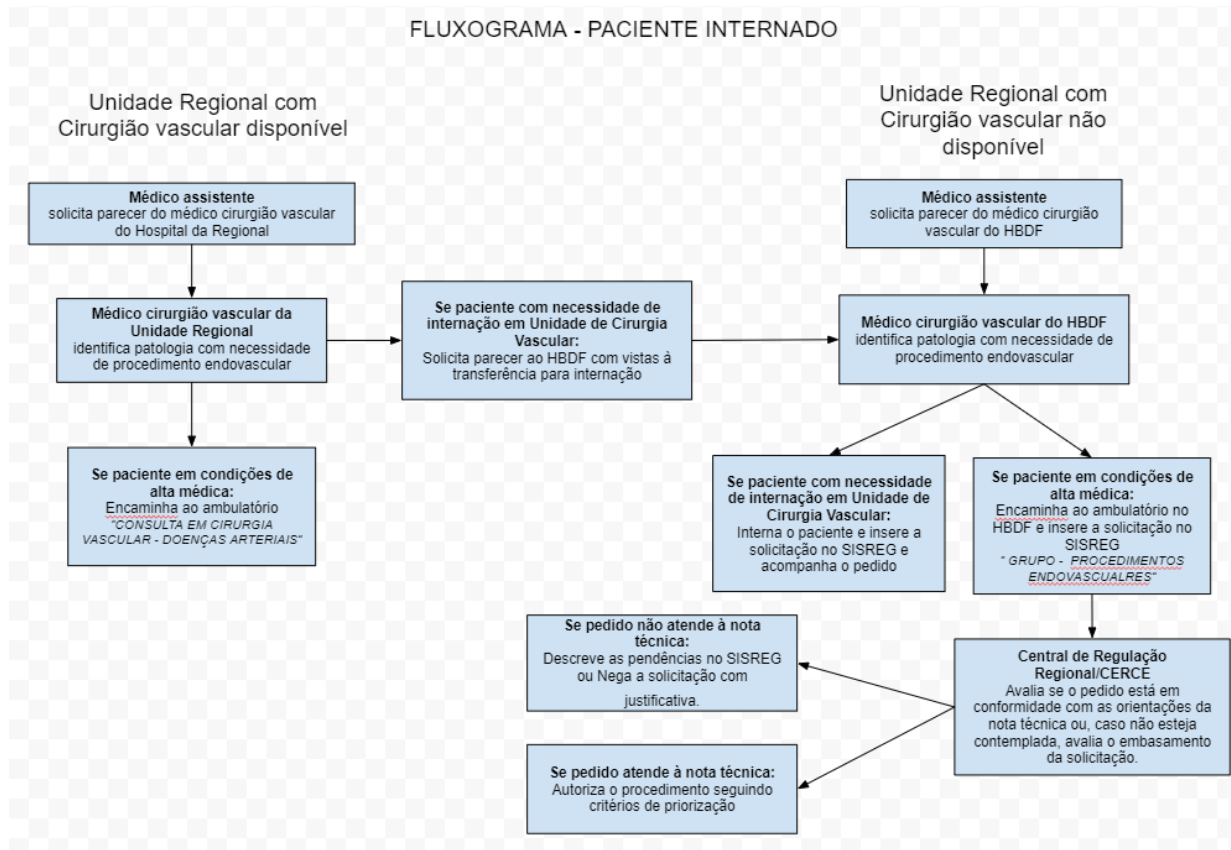 FLUXOGRAMA - PACIENTE INTERNADO
Unidade Regional com
Cirurgião vascular disponível
Unidade Regional com
Cirurgião vascular não
disponível
Médico assistente
solicita parecer do médico cirurgião vascular
do Hospital da Regional
Médico assistente
solicita parecer do médico cirurgião
vascular do HBDF
Médico cirurgião vascular da
Unidade Regional
identifica patologia com necessidade
de procedimento endovascular
Se paciente com necessidade de
internação em Unidade de Cirurgia
Vascular:
Solicita parecer ao HBDF com vistas à
transferência para internação
Médico cirurgião vascular do HBDF
identifica patologia com necessidade de
procedimento endovascular
Se paciente em condições de
alta médica:
Encaminha ao ambulatório
"CONSULTA EM CIRURGIA
VASCULAR - DOENÇAS ARTERIAIS"
Se paciente com necessidade
de internação em Unidade de
Cirurgia Vascular:
Interna o paciente e insere a
solicitação no SISREG e
acompanha o pedido
Se paciente em condições de
alta médica:
Encaminha ao ambulatório no
HBDF e insere a solicitação no
SISREG
" GRUPO - PROCEDIMENTOS
ENDOVASCUALRES"
Se pedido não atende à nota
técnica:
Descreve as pendências no SISREG
ou Nega a solicitação com
justificativa.
Central de Regulação
Regional/CERCE
Avalia se o pedido está em
conformidade com as orientações da
nota técnica ou, caso não esteja
contemplada, avalia o embasamento
da solicitação.
Se pedido atende à nota técnica:
Autoriza o procedimento seguindo
critérios de priorização